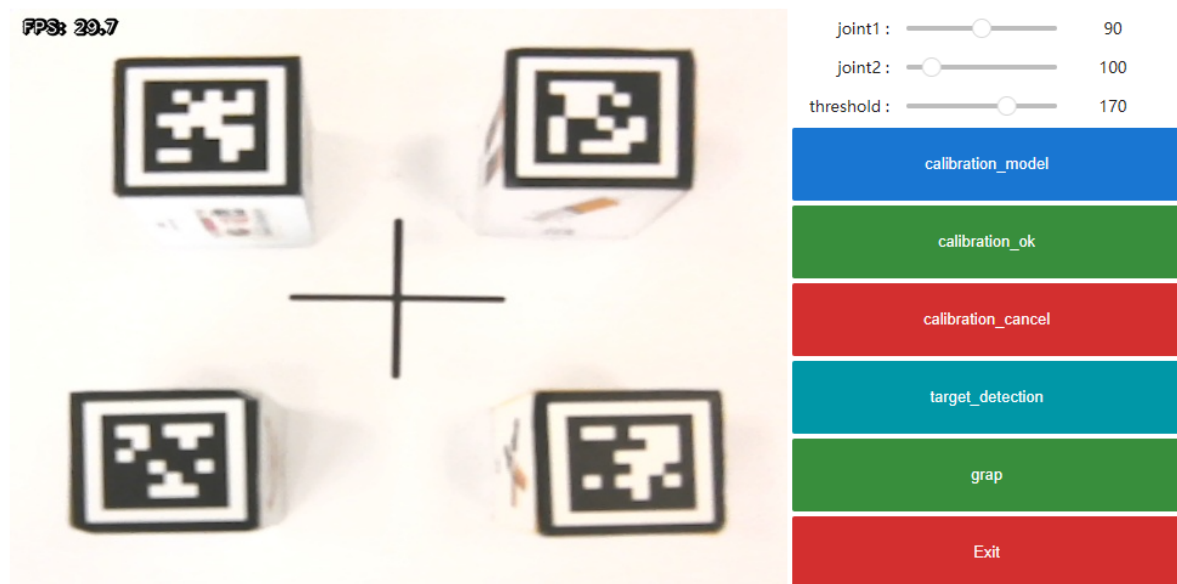 FPS: 29.7
joint1 : 90
joint2 : 100
threshold : 170
calibration_model
calibration_ok
calibration_cancel
target_detection
grap
Exit